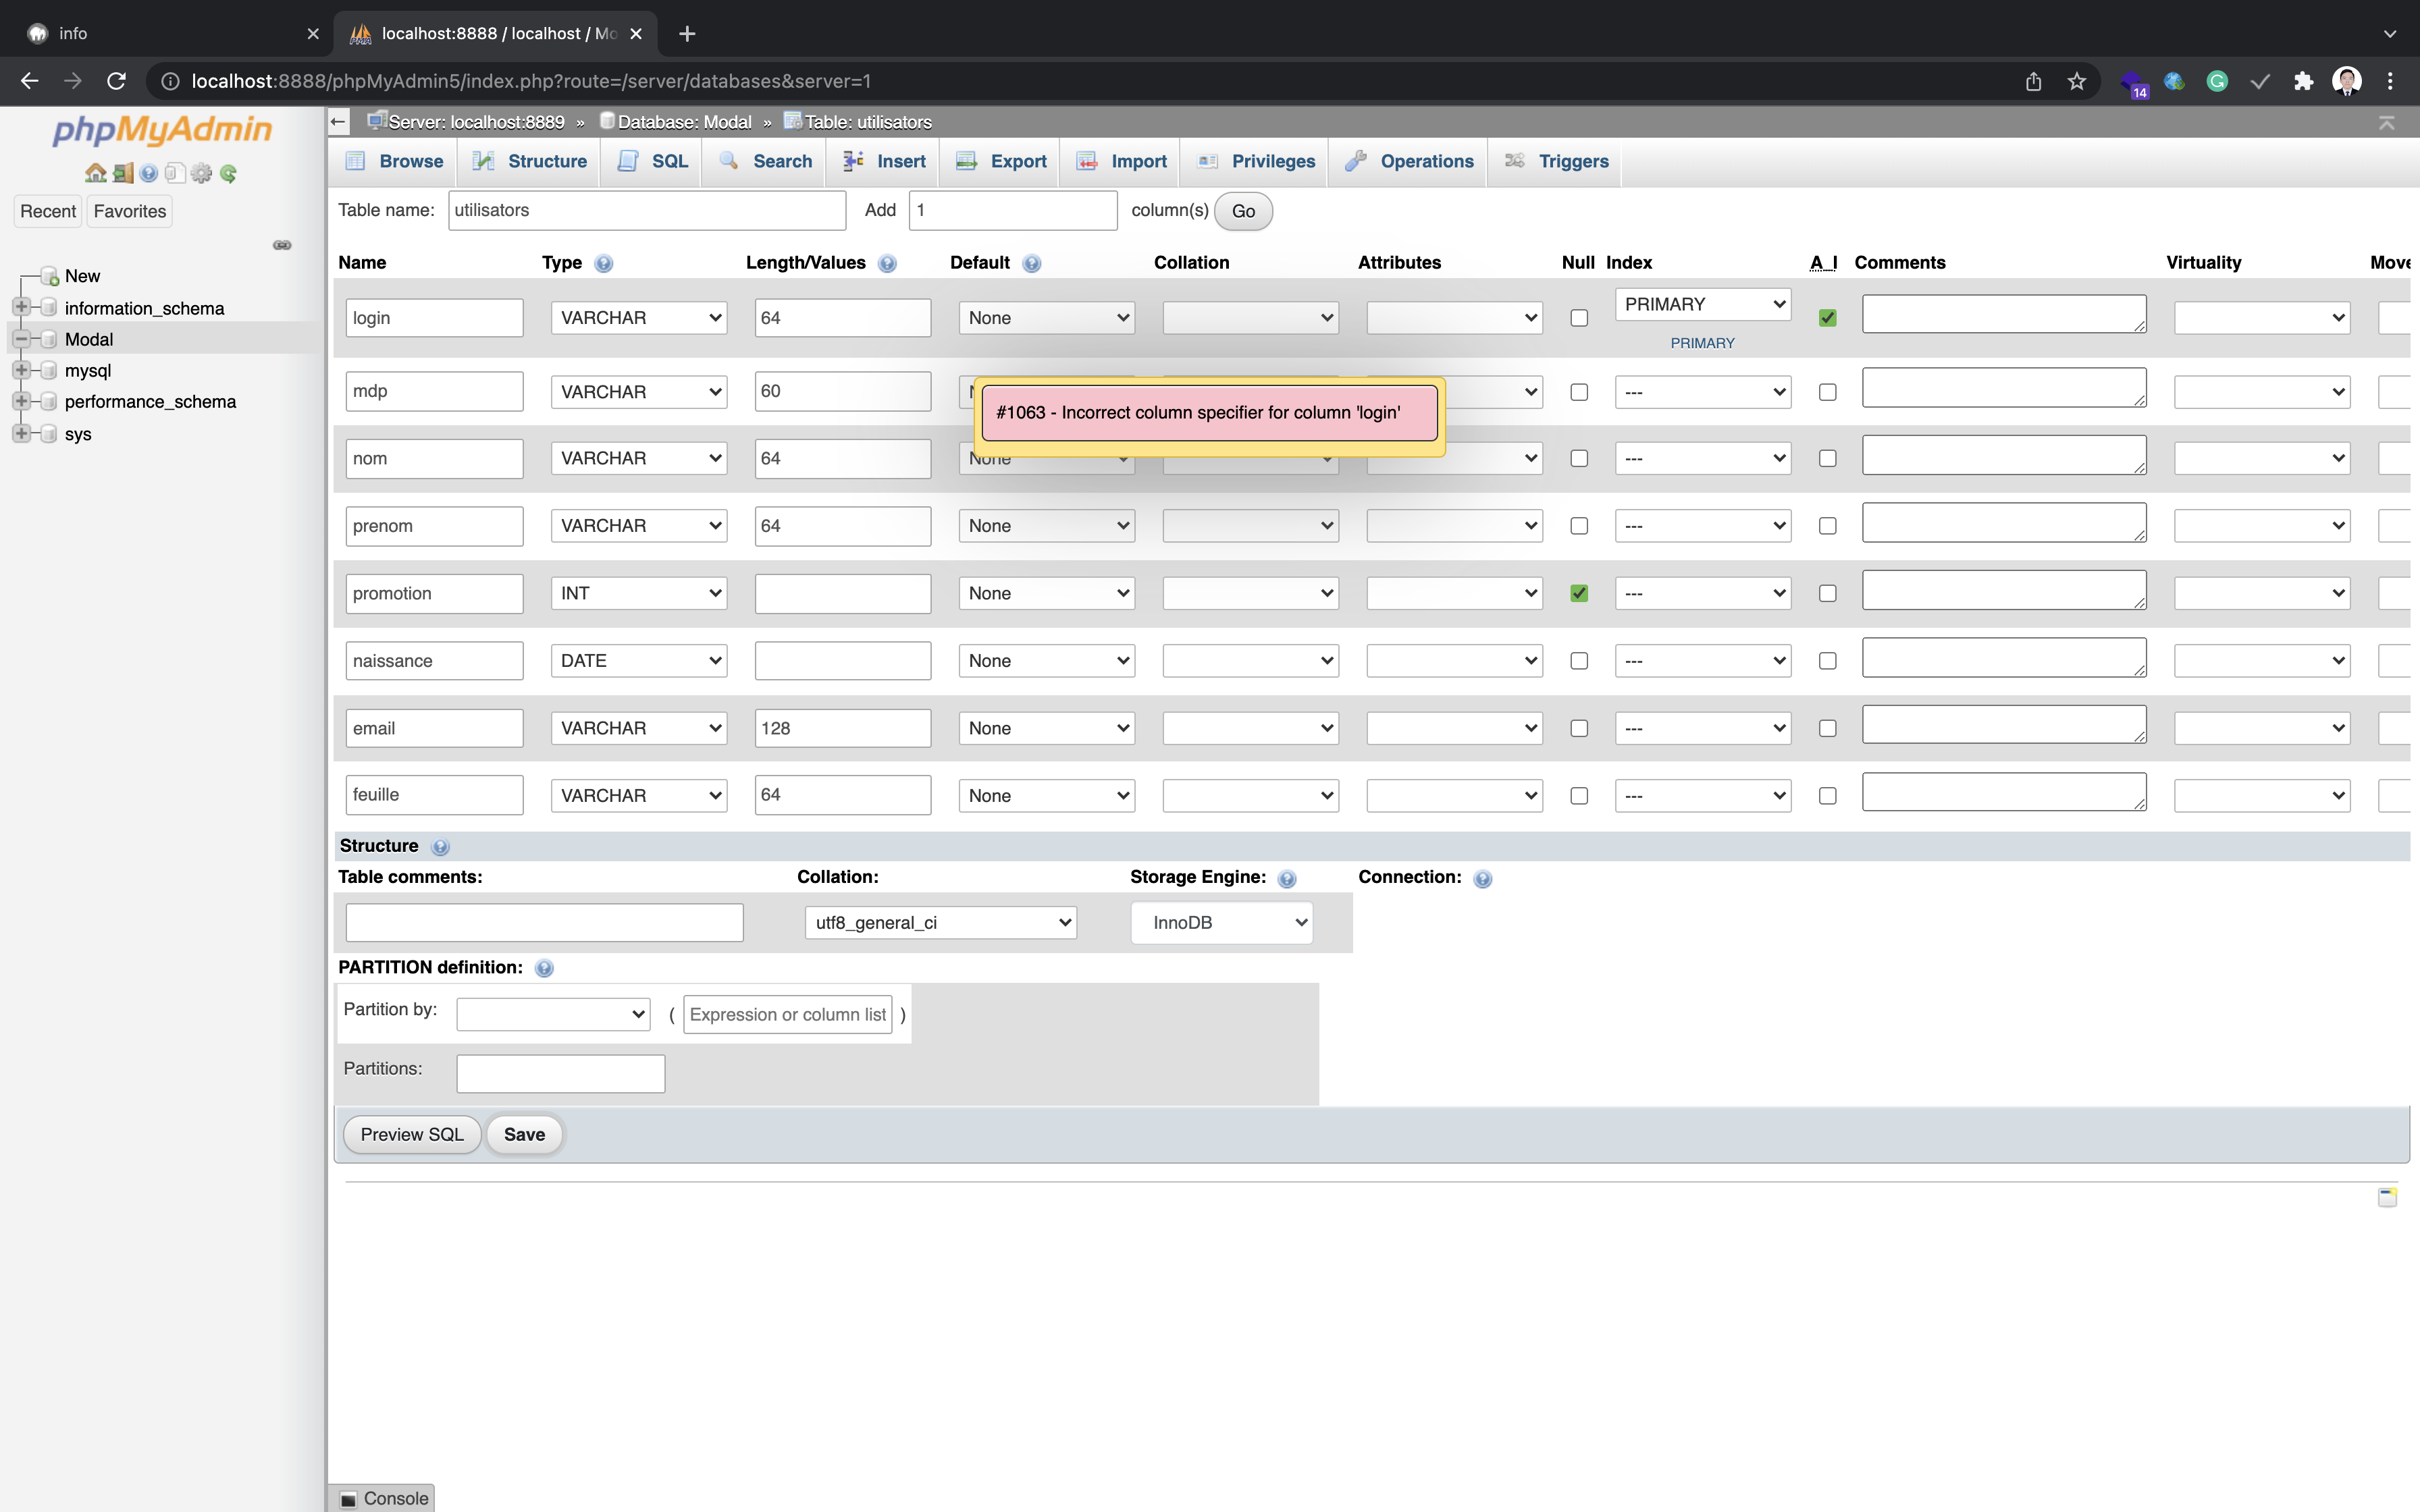 info
localhost:8888 / localhost / Mo
localhost:8888/phpMyAdmin5/index.php?route=/server/databases&server=1
14
phpMyAdmin
Recent Favorites
New
information_schema
Modal
mysql
performance_schema
sys
Server: localhost:8889 » Database: Modal » Table: utilisators
Browse Structure SQL Search Insert Export Import Privileges Operations Triggers
Table name: utilisators Add 1 column(s) Go
Name Type Length/Values Default Collation Attributes Null Index A_I Comments Virtuality Move
login VARCHAR 64 None PRIMARY
PRIMARY
mdp VARCHAR 60 ---
#1063 - Incorrect column specifier for column 'login'
nom VARCHAR 64 None ---
prenom VARCHAR 64 None ---
promotion INT None ---
naissance DATE None ---
email VARCHAR 128 None ---
feuille VARCHAR 64 None ---
Structure
Table comments: Collation: Storage Engine: Connection:
utf8_general_ci InnoDB
PARTITION definition:
Partition by: ( Expression or column list )
Partitions:
Preview SQL Save
Console